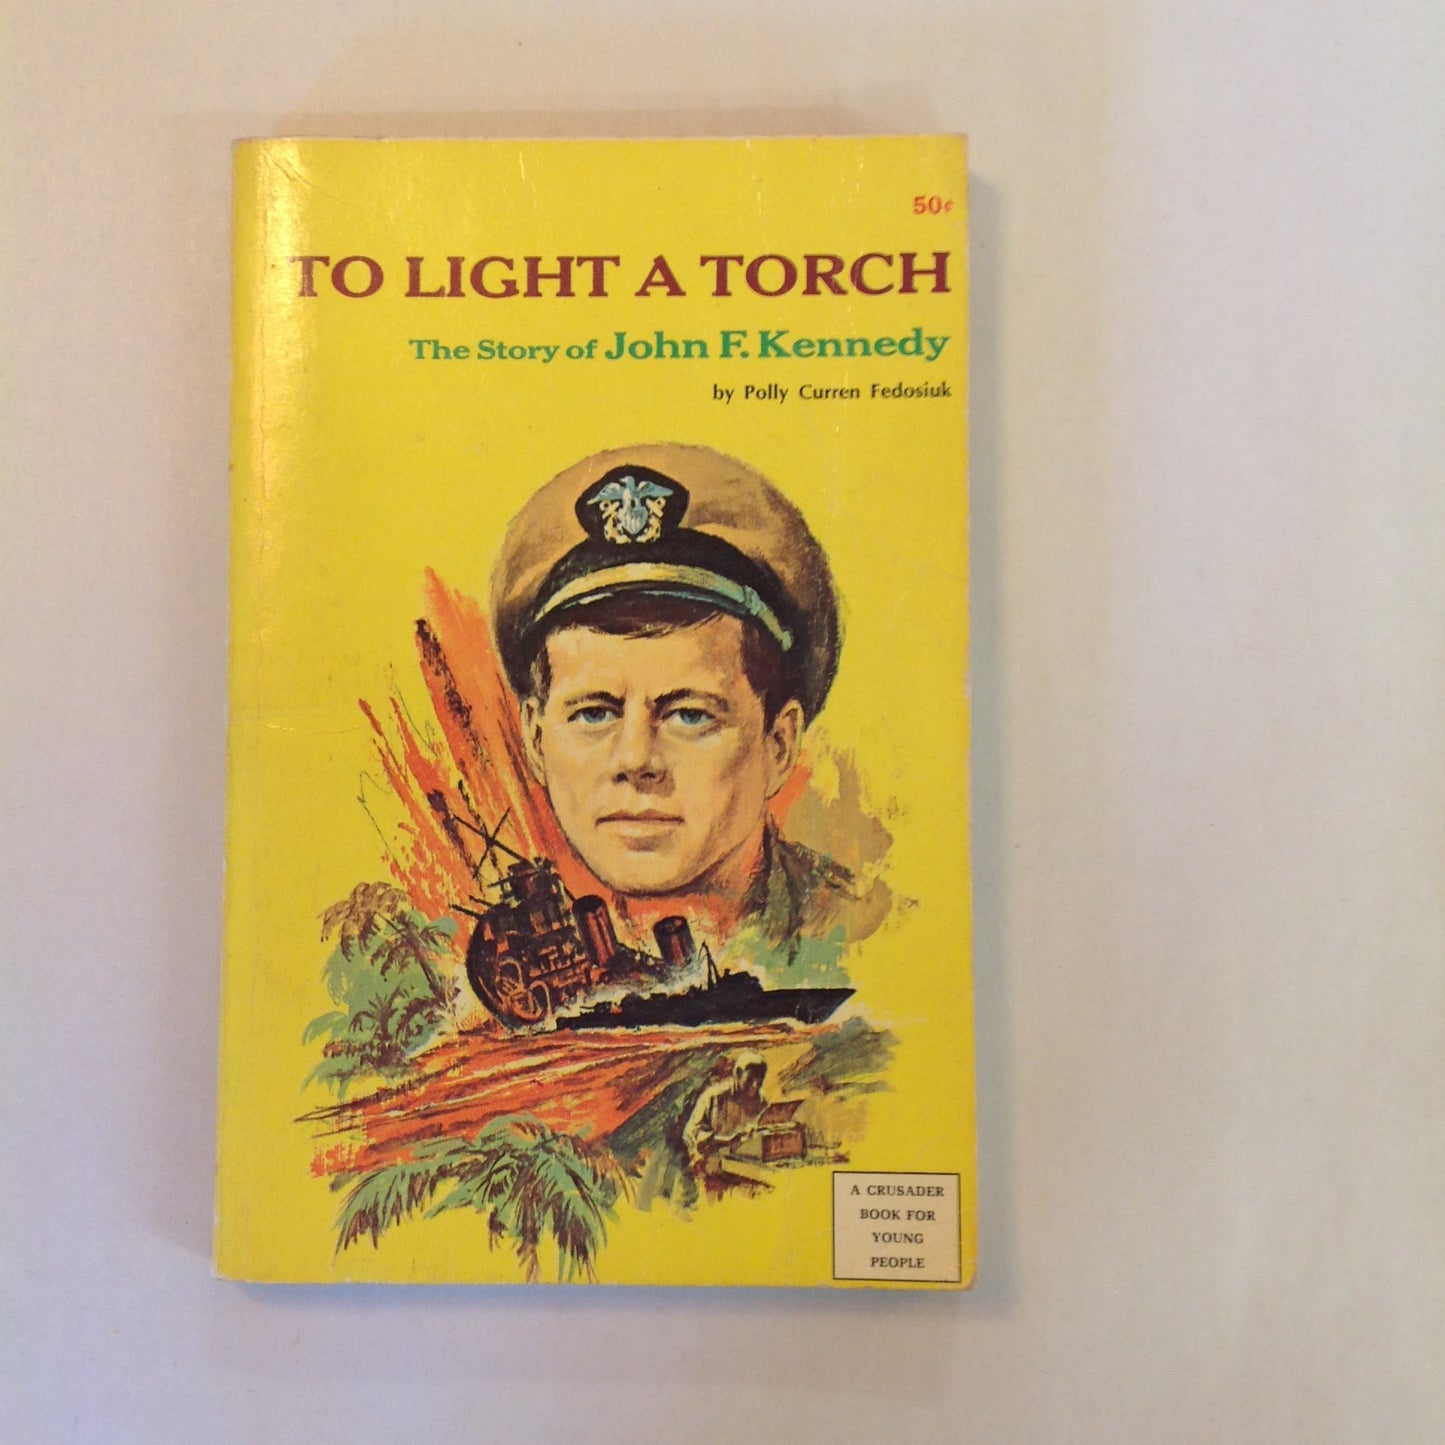 50¢
TO LIGHT A TORCH
The Story of John F. Kennedy
by Polly Curren Fedosiuk
A CRUSADER
BOOK FOR
YOUNG
PEOPLE